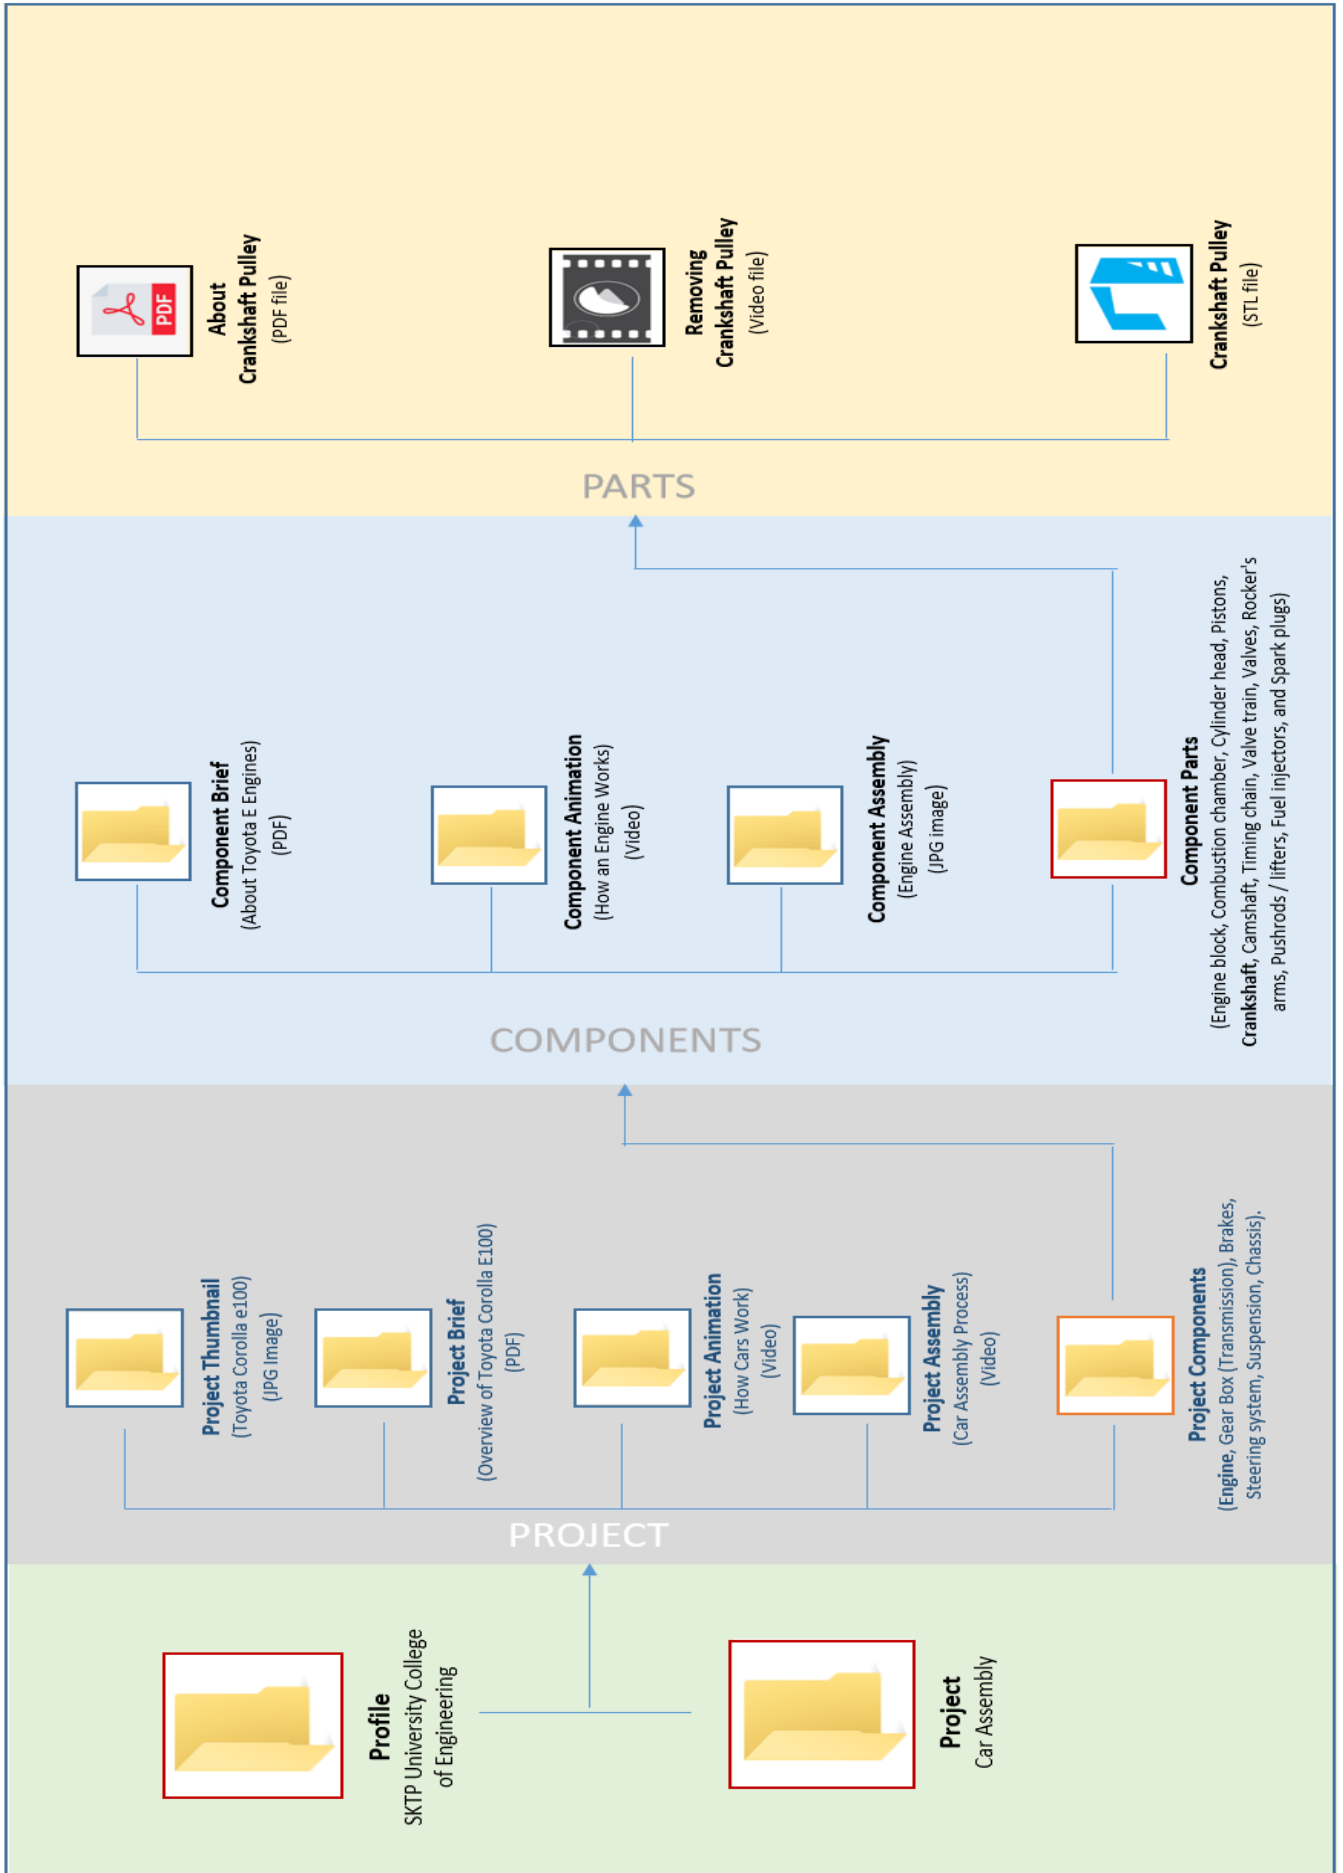 Profile
SKTP University College
of Engineering
Project
Car Assembly
PROJECT
Project Thumbnail
(Toyota Corolla e100)
(JPG Image)
Project Brief
(Overview of Toyota Corolla E100)
(PDF)
Project Animation
(How Cars Work)
(Video)
Project Assembly
(Car Assembly Process)
(Video)
Project Components
(Engine, Gear Box (Transmission), Brakes,
Steering system, Suspension, Chassis).
COMPONENTS
Component Brief
(About Toyota E Engines)
(PDF)
Component Animation
(How an Engine Works)
(Video)
Component Assembly
(Engine Assembly)
(JPG image)
Component Parts
(Engine block, Combustion chamber, Cylinder head, Pistons,
Crankshaft, Camshaft, Timing chain, Valve train, Valves, Rocker's
arms, Pushrods / lifters, Fuel injectors, and Spark plugs)
PARTS
PDF
About
Crankshaft Pulley
(PDF file)
Removing
Crankshaft Pulley
(Video file)
Crankshaft Pulley
(STL file)